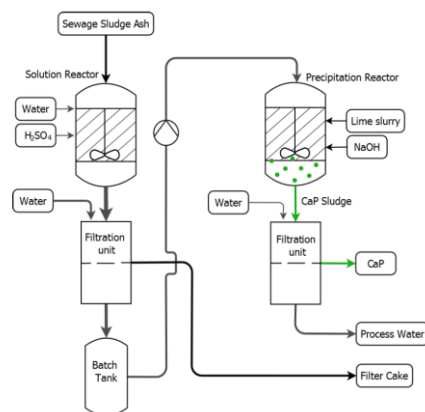 Sewage Sludge Ash
Solution Reactor
Precipitation Reactor
Water
H₂SO₄
Lime slurry
NaOH
Water
CaP Sludge
Water
Filtration
unit
Filtration
unit
CaP
Process Water
Batch
Tank
Filter Cake